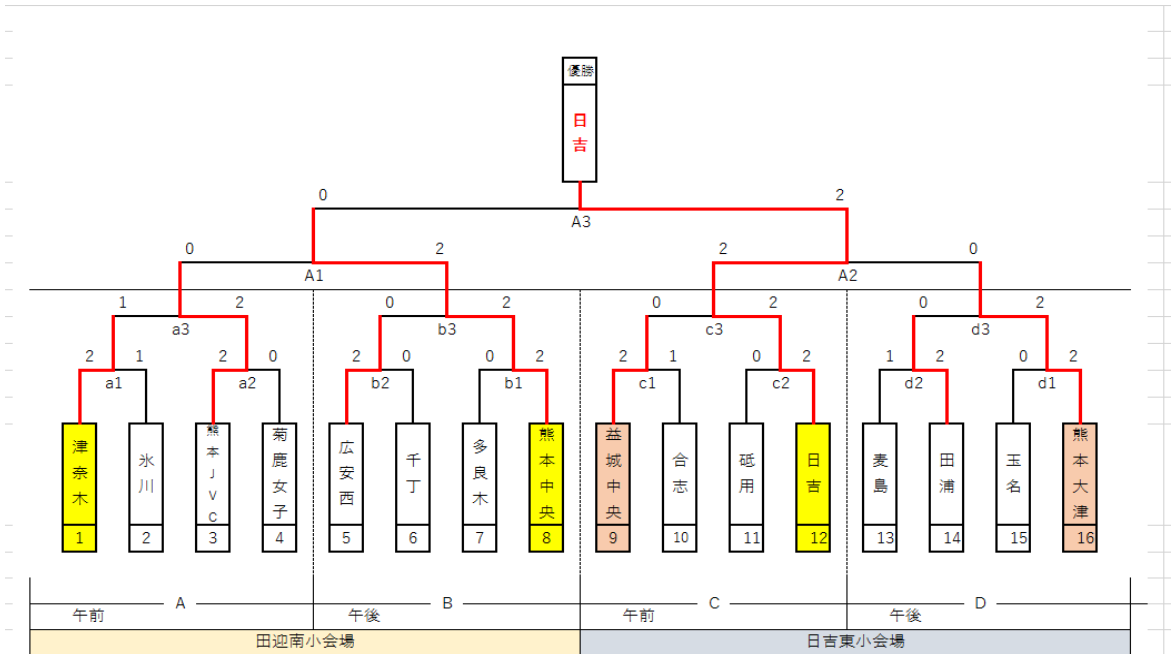 優勝
日吉
0 2
A3
0 2 2 0
A1 A2
1 2 0 2 0 2 0 2
a3 b3 c3 d3
2 1 2 0 2 0 0 2 2 1 0 2 1 2 0 2
a1 a2 b2 b1 c1 c2 d2 d1
津奈木
氷川
熊本JVC
菊鹿女子
広安西
千丁
多良木
熊本中央
益城中央
合志
砥用
日吉
麦島
田浦
玉名
熊本大津
1 2 3 4 5 6 7 8 9 10 11 12 13 14 15 16
A B C D
午前 午後 午前 午後
田迎南小会場 日吉東小会場